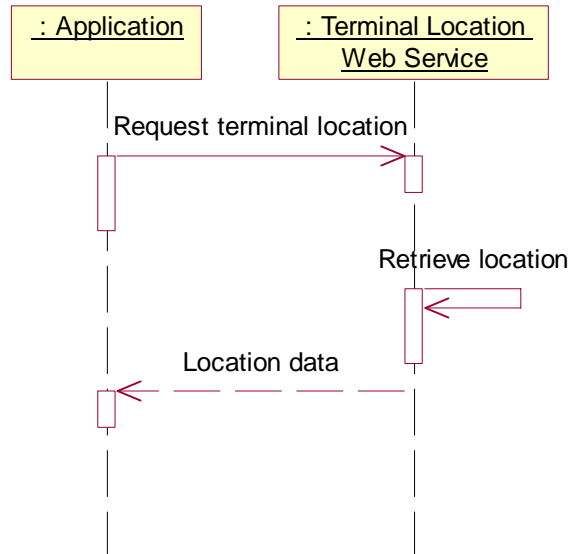 : Application
: Terminal Location
Web Service
Request terminal location
Retrieve location
Location data